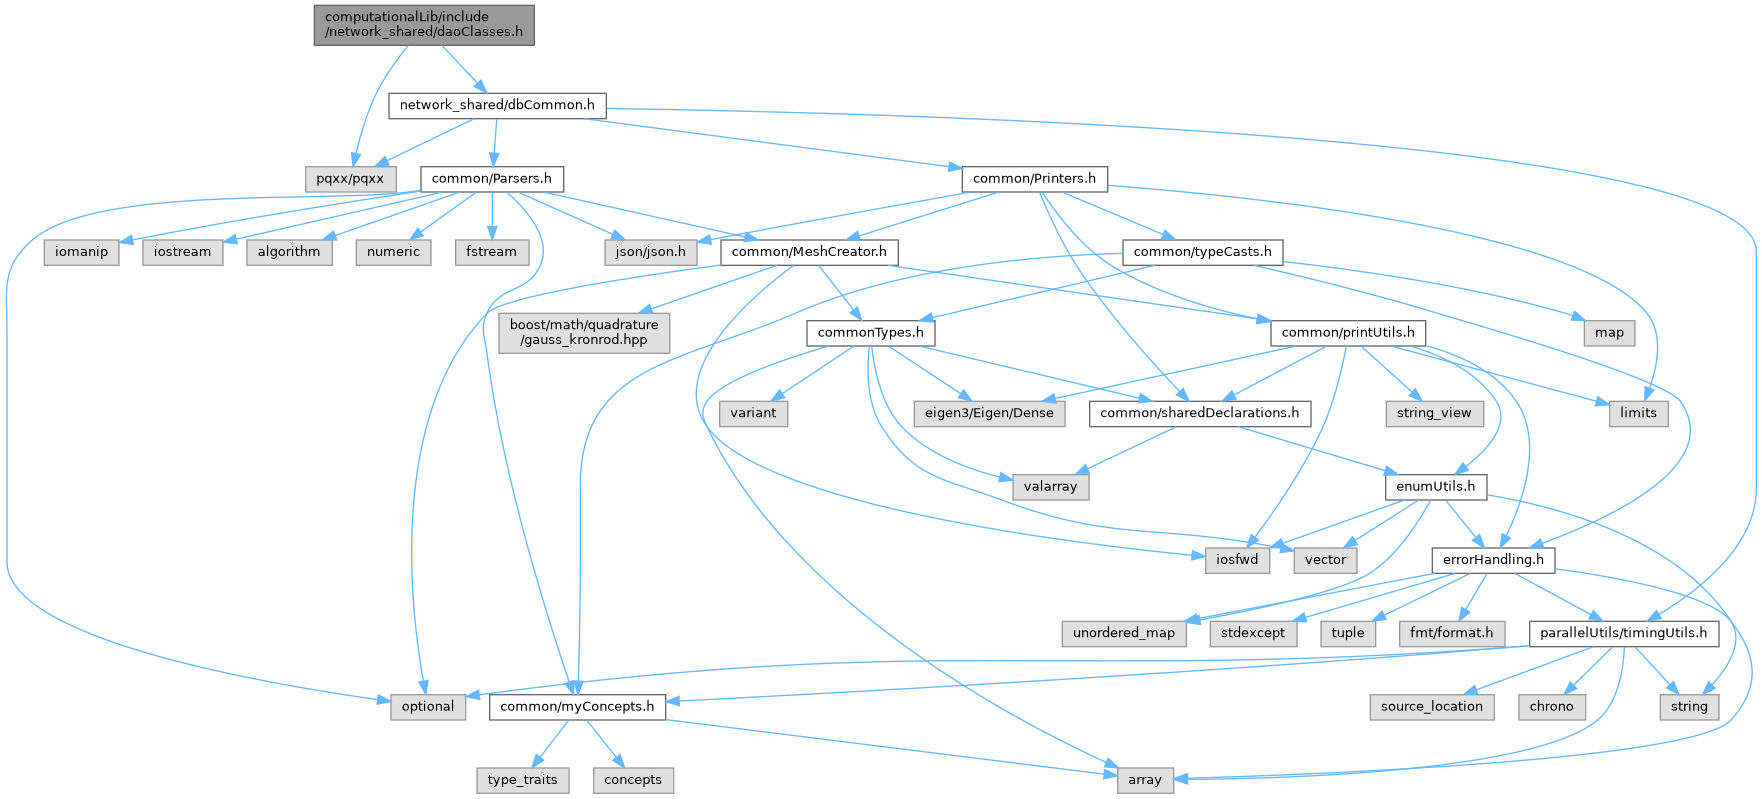 computationalLib/include
/network_shared/daoClasses.h
network_shared/dbCommon.h
pqxx/pqxx
common/Parsers.h
common/Printers.h
iomanip
iostream
algorithm
numeric
fstream
json/json.h
common/MeshCreator.h
common/typeCasts.h
boost/math/quadrature
/gauss_kronrod.hpp
commonTypes.h
common/printUtils.h
map
variant
eigen3/Eigen/Dense
common/sharedDeclarations.h
string_view
limits
valarray
enumUtils.h
iosfwd
vector
errorHandling.h
unordered_map
stdexcept
tuple
fmt/format.h
parallelUtils/timingUtils.h
optional
common/myConcepts.h
source_location
chrono
string
type_traits
concepts
array